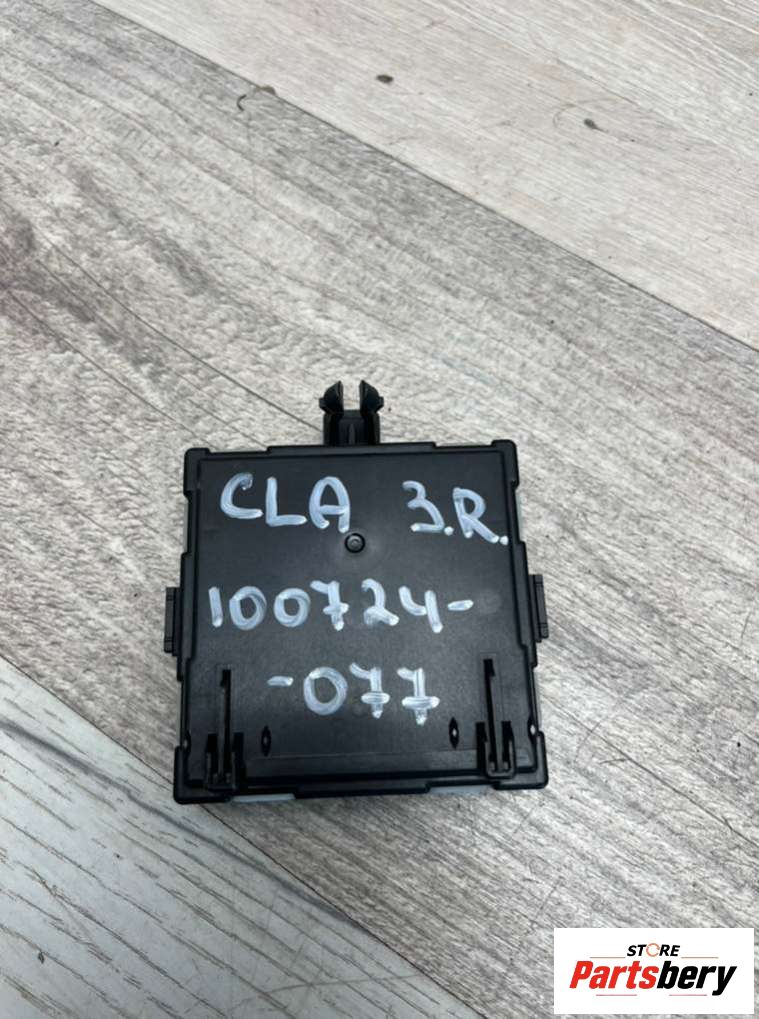 CLA 3.R.
100724-
-077
STORE
Partsbery